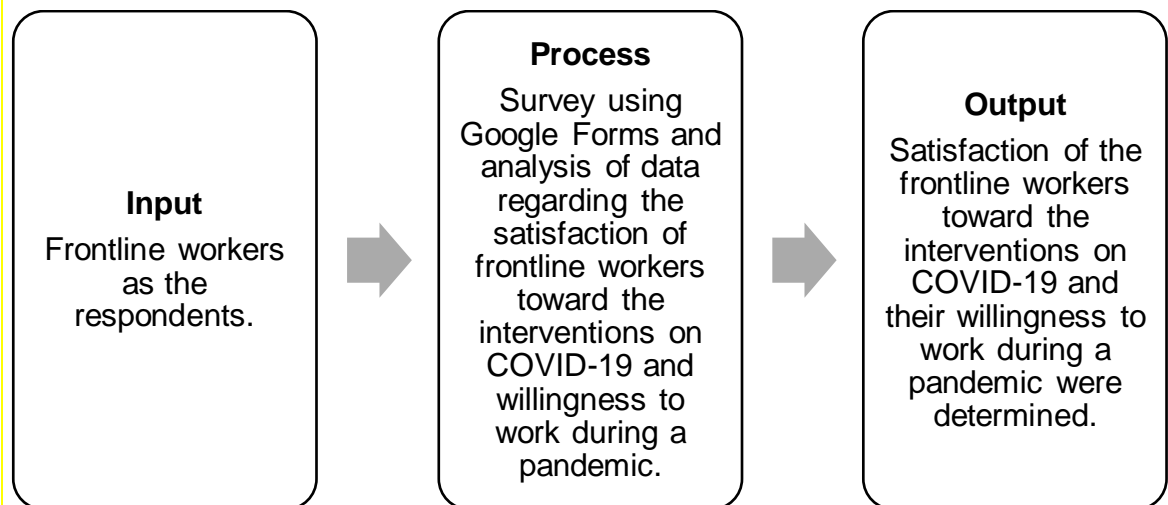 Input
Frontline workers
as the
respondents.
Process
Survey using
Google Forms and
analysis of data
regarding the
satisfaction of
frontline workers
toward the
interventions on
COVID-19 and
willingness to
work during a
pandemic.
Output
Satisfaction of the
frontline workers
toward the
interventions on
COVID-19 and
their willingness to
work during a
pandemic were
determined.